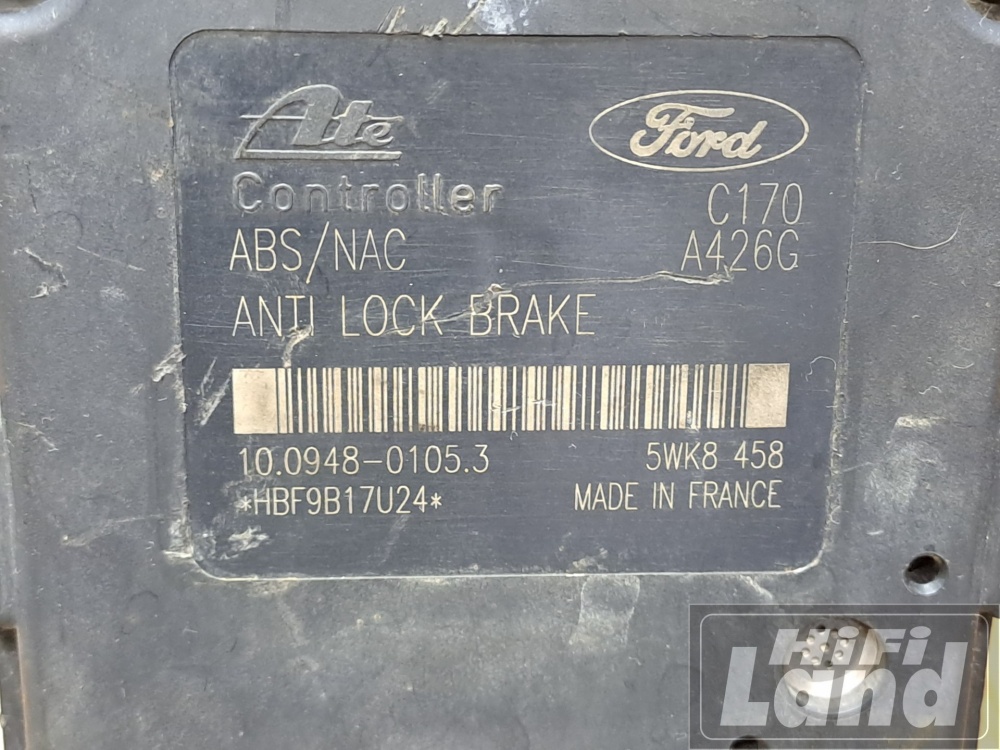 Ate
Ford
Controller
C170
ABS/NAC
A426G
ANTI LOCK BRAKE
10.0948-0105.3
5WK8 458
*HBF9B17U24*
MADE IN FRANCE
HiFi
Land